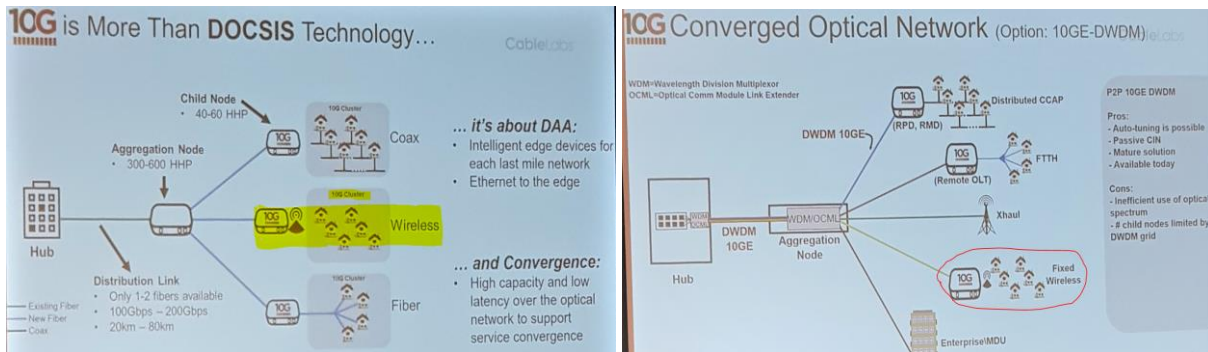 10G is More Than DOCSIS Technology...
CableLabs
Child Node
• 40-60 HHP
Aggregation Node
• 300-600 HHP
Hub
Distribution Link
• Only 1-2 fibers available
• 100Gbps – 200Gbps
• 20km – 80km
Existing Fiber
New Fiber
Coax
10G Cluster
10G
Coax
10G Cluster
10G
Wireless
10G Cluster
10G
Fiber
... it's about DAA:
• Intelligent edge devices for
each last mile network
• Ethernet to the edge
... and Convergence:
• High capacity and low
latency over the optical
network to support
service convergence
10G Converged Optical Network (Option: 10GE-DWDM)
CableLabs
WDM=Wavelength Division Multiplexor
OCML=Optical Comm Module Link Extender
DWDM 10GE
10G
(RPD, RMD)
Distributed CCAP
10G
(Remote OLT)
FTTH
Xhaul
10G
Fixed
Wireless
Enterprise\MDU
WDM
OCML
Hub
DWDM
10GE
WDM/OCML
Aggregation
Node
P2P 10GE DWDM
Pros:
- Auto-tuning is possible
- Passive CIN
- Mature solution
- Available today
Cons:
- Inefficient use of optical
spectrum
- # child nodes limited by
DWDM grid